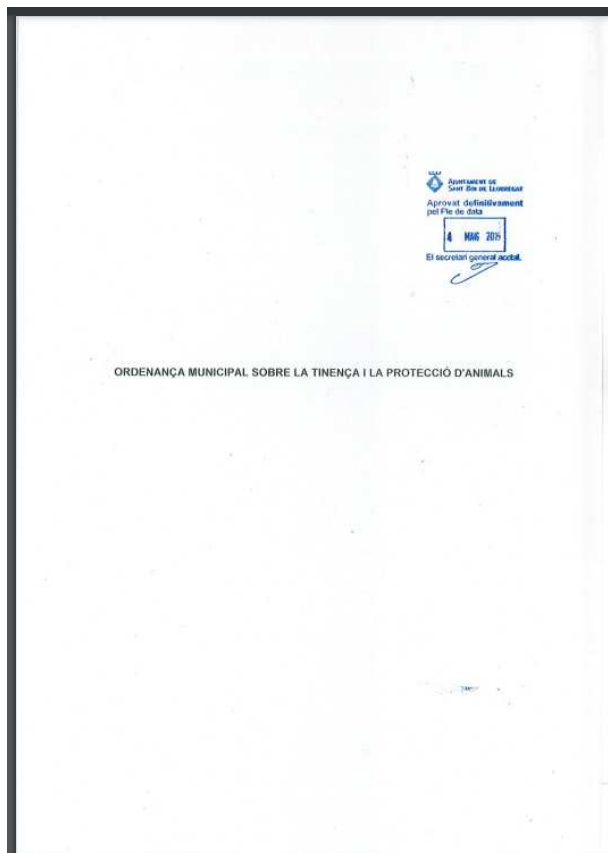 AJUNTAMENT DE
SANT BOI DE LLOBREGAT
Aprovat definitivament
pel Ple de data
4 MAIG 2015
El secretari general acctal.
ORDENANÇA MUNICIPAL SOBRE LA TINENÇA I LA PROTECCIÓ D'ANIMALS